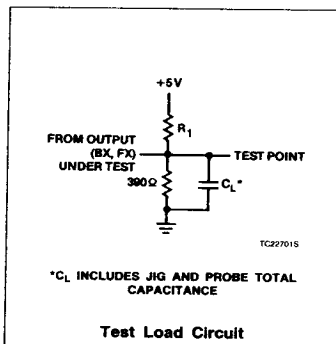 +5V
R1
FROM OUTPUT
(BX, FX)
UNDER TEST
TEST POINT
390Ω
CL*
TC22701S
*CL INCLUDES JIG AND PROBE TOTAL
CAPACITANCE
Test Load Circuit